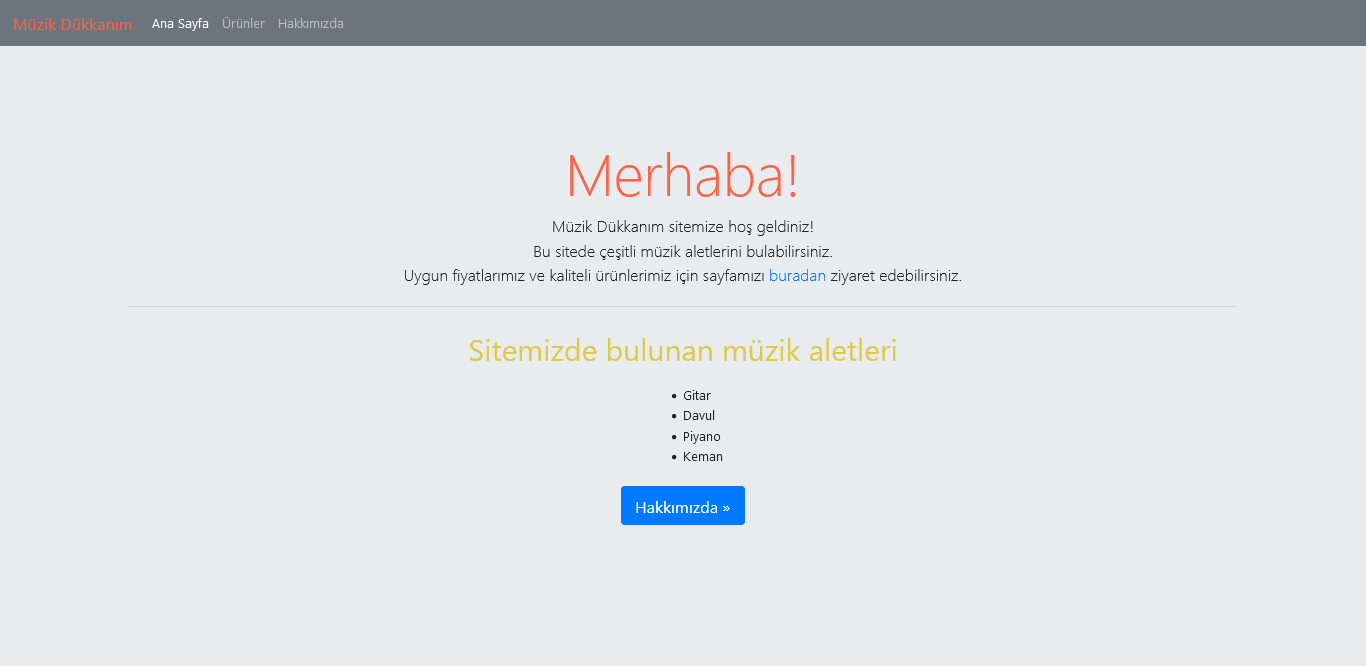 Müzik Dükkanım Ana Sayfa Ürünler Hakkımızda
Merhaba!
Müzik Dükkanım sitemize hoş geldiniz!
Bu sitede çeşitli müzik aletlerini bulabilirsiniz.
Uygun fiyatlarımız ve kaliteli ürünlerimiz için sayfamızı buradan ziyaret edebilirsiniz.
Sitemizde bulunan müzik aletleri
• Gitar
• Davul
• Piyano
• Keman
Hakkımızda »